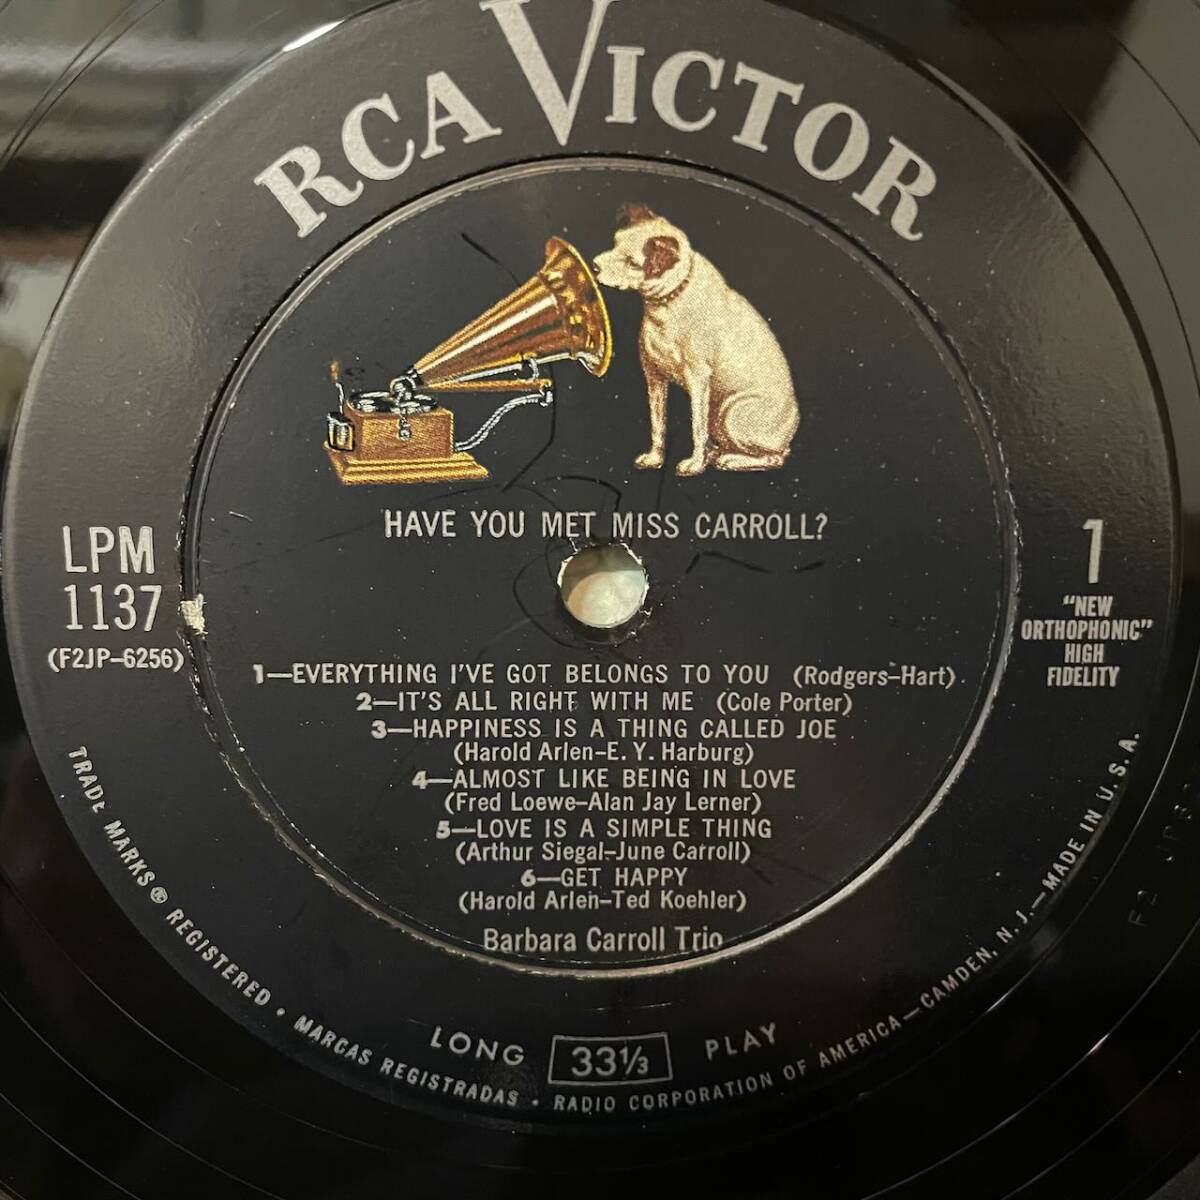 RCA VICTOR
HAVE YOU MET MISS CARROLL?
LPM
1137
(F2JP-6256)
1
"NEW
ORTHOPHONIC"
HIGH
FIDELITY
1—EVERYTHING I'VE GOT BELONGS TO YOU (Rodgers-Hart)
2—IT'S ALL RIGHT WITH ME (Cole Porter)
3—HAPPINESS IS A THING CALLED JOE
(Harold Arlen-E. Y. Harburg)
4—ALMOST LIKE BEING IN LOVE
(Fred Loewe-Alan Jay Lerner)
5—LOVE IS A SIMPLE THING
(Arthur Siegal-June Carroll)
6—GET HAPPY
(Harold Arlen-Ted Koehler)
Barbara Carroll Trio
LONG 33⅓ PLAY
TRADE MARKS ® REGISTERED • MARCAS REGISTRADAS • RADIO CORPORATION OF AMERICA—CAMDEN, N. J.—MADE IN U. S. A.